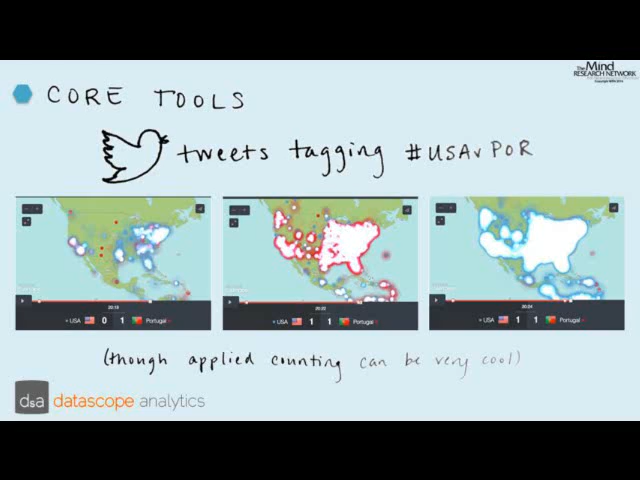 The Mind
RESEARCH NETWORK
CORE TOOLS
tweets tagging #USAvPOR
USA 0 1 Portugal
USA 1 1 Portugal
USA 1 1 Portugal
(though applied counting can be very cool)
dsa datascope analytics